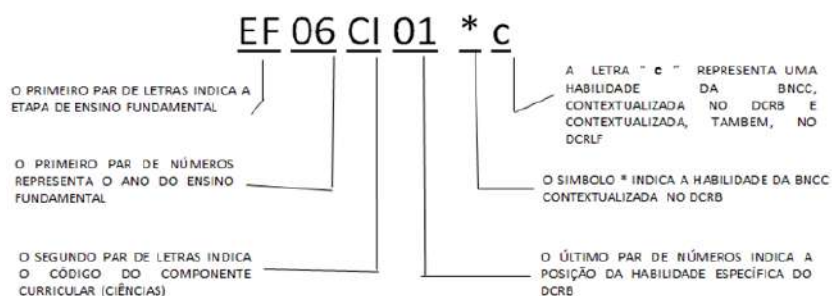 EF 06 CI 01 * c
O PRIMEIRO PAR DE LETRAS INDICA A
ETAPA DE ENSINO FUNDAMENTAL
O PRIMEIRO PAR DE NÚMEROS
REPRESENTA O ANO DO ENSINO
FUNDAMENTAL
O SEGUNDO PAR DE LETRAS INDICA
O CÓDIGO DO COMPONENTE
CURRICULAR (CIÊNCIAS)
A LETRA " c " REPRESENTA UMA
HABILIDADE DA BNCC,
CONTEXTUALIZADA NO DCRB E
CONTEXTUALIZADA, TAMBEM, NO
DCRLF
O SIMBOLO * INDICA A HABILIDADE DA BNCC
CONTEXTUALIZADA NO DCRB
O ÚLTIMO PAR DE NÚMEROS INDICA A
POSIÇÃO DA HABILIDADE ESPECÍFICA DO
DCRB